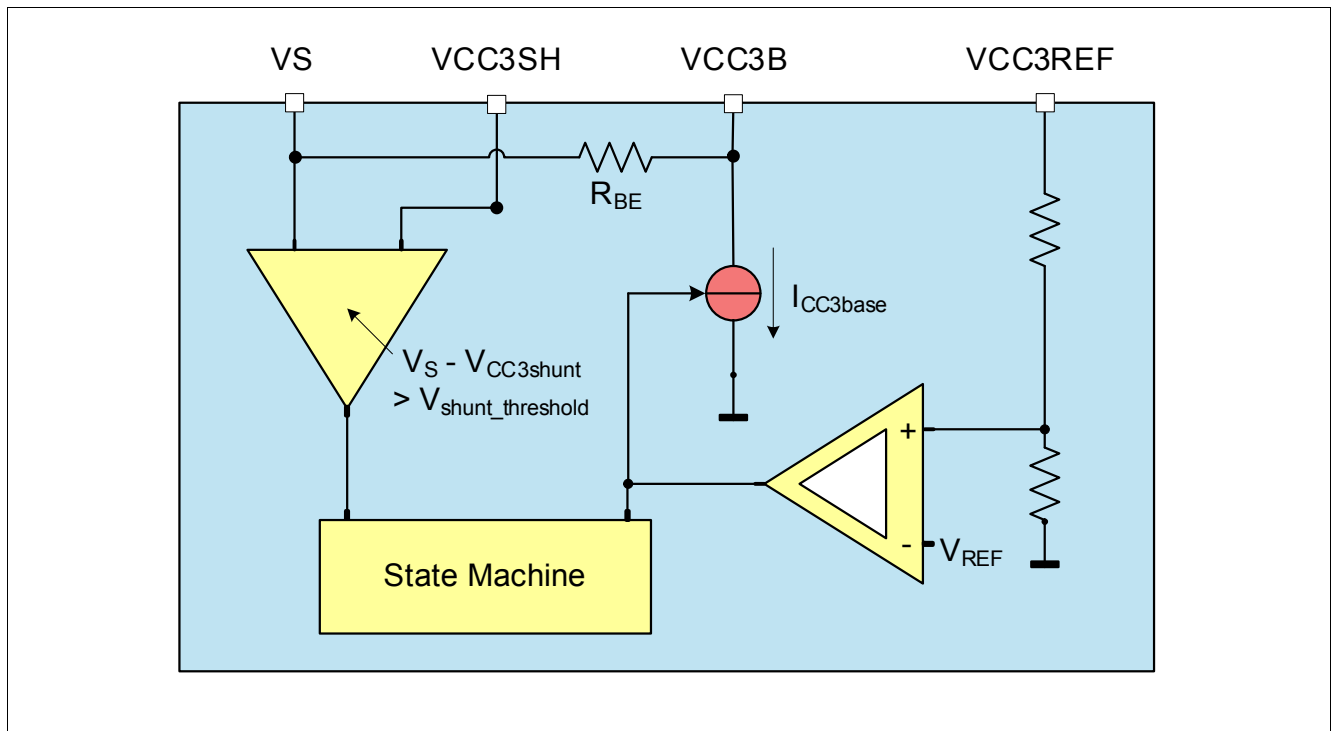 VS VCC3SH VCC3B VCC3REF
RBE
ICC3base
VS - VCC3shunt
> Vshunt_threshold
+
- VREF
State Machine